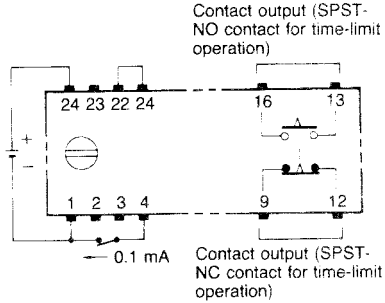 Contact output (SPST-
NO contact for time-limit
operation)
24 23 22 24
16 13
+
−
1 2 3 4
9 12
← 0.1 mA
Contact output (SPST-
NC contact for time-limit
operation)